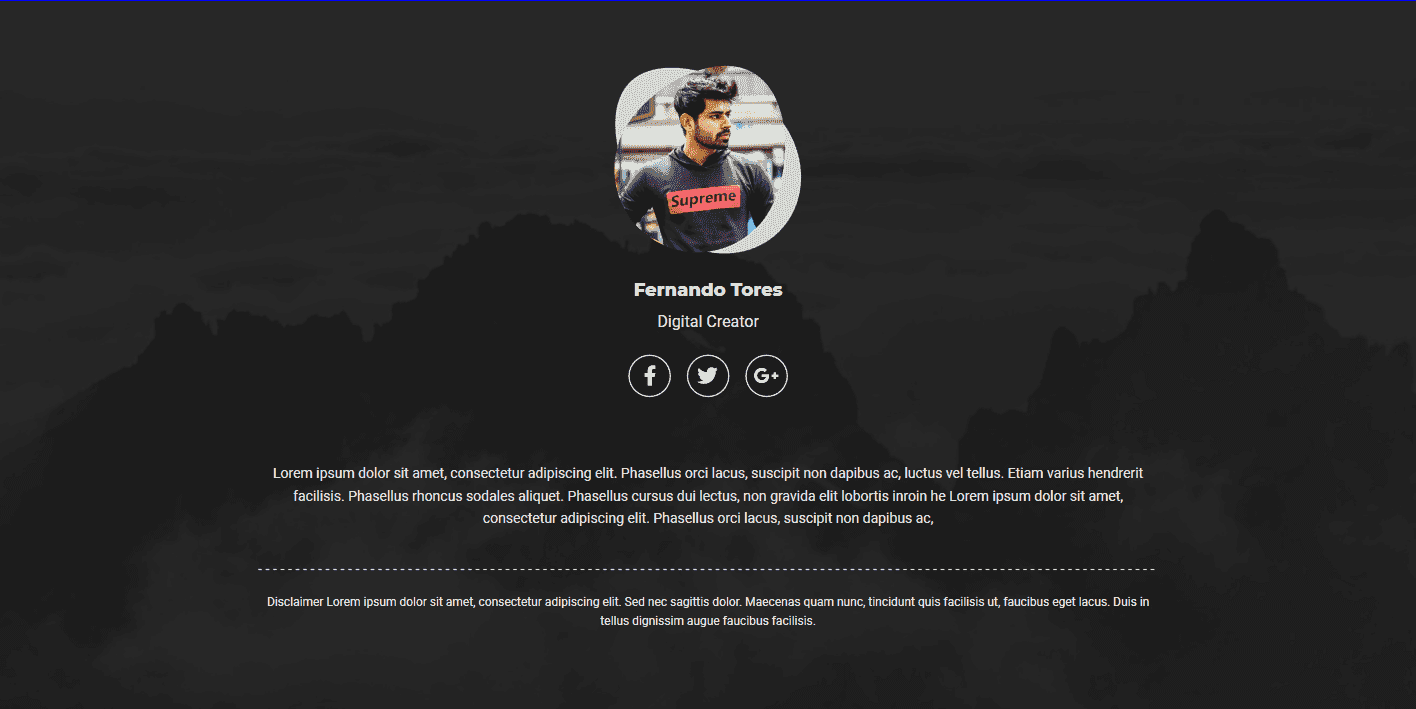 Supreme
Fernando Tores
Digital Creator
G+
Lorem ipsum dolor sit amet, consectetur adipiscing elit. Phasellus orci lacus, suscipit non dapibus ac, luctus vel tellus. Etiam varius hendrerit
facilisis. Phasellus rhoncus sodales aliquet. Phasellus cursus dui lectus, non gravida elit lobortis inroin he Lorem ipsum dolor sit amet,
consectetur adipiscing elit. Phasellus orci lacus, suscipit non dapibus ac,
Disclaimer Lorem ipsum dolor sit amet, consectetur adipiscing elit. Sed nec sagittis dolor. Maecenas quam nunc, tincidunt quis facilisis ut, faucibus eget lacus. Duis in
tellus dignissim augue faucibus facilisis.